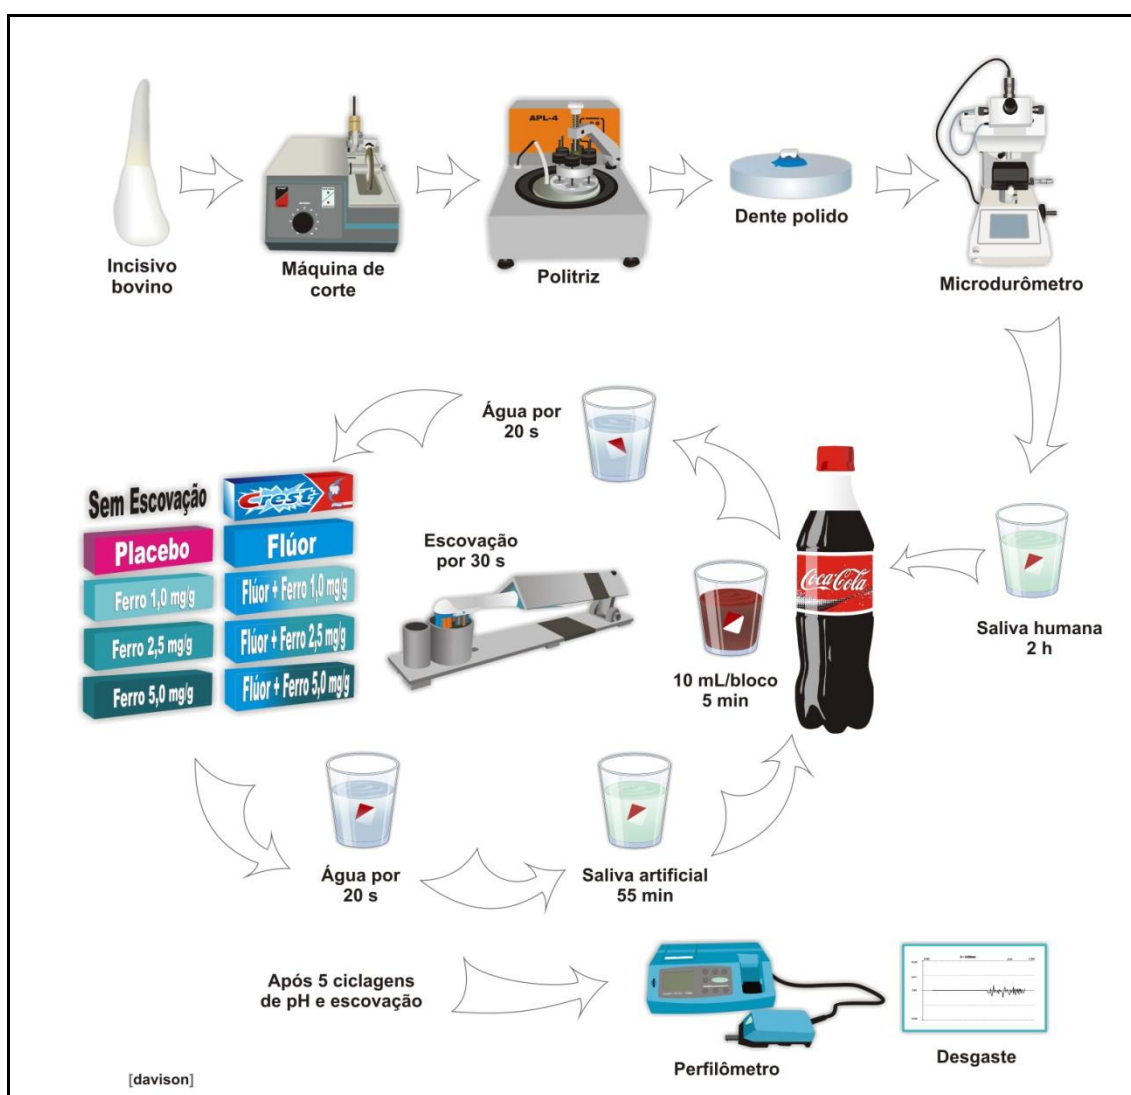 APL-4
Incisivo
bovino
Máquina de
corte
Politriz
Dente polido
Microdurômetro
Água por
20 s
Sem Escovação
Crest
Placebo
Flúor
Ferro 1,0 mg/g
Flúor + Ferro 1,0 mg/g
Ferro 2,5 mg/g
Flúor + Ferro 2,5 mg/g
Ferro 5,0 mg/g
Flúor + Ferro 5,0 mg/g
Escovação
por 30 s
10 mL/bloco
5 min
Coca-Cola
Saliva humana
2 h
Água por
20 s
Saliva artificial
55 min
Após 5 ciclagens
de pH e escovação
Perfilômetro
Desgaste
[davison]